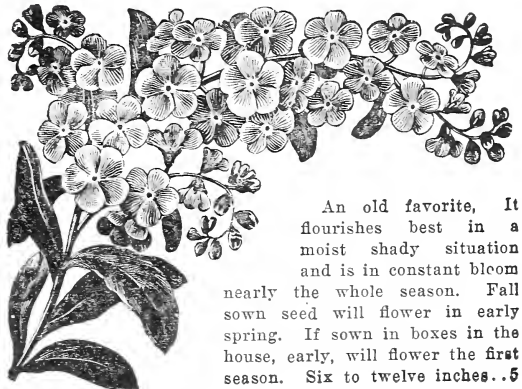 An old favorite, It
flourishes best in a
moist shady situation
and is in constant bloom
nearly the whole season. Fall
sown seed will flower in early
spring. If sown in boxes in the
house, early, will flower the first
season. Six to twelve inches..5